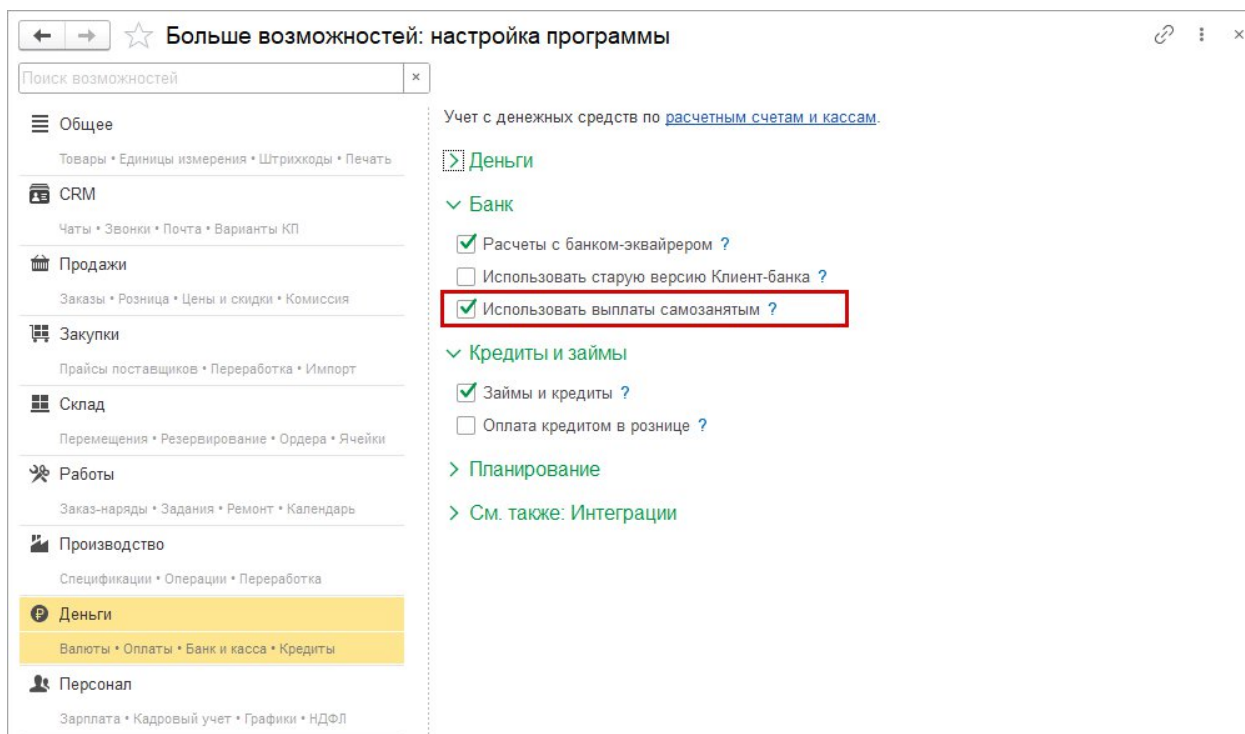 Больше возможностей: настройка программы
Поиск возможностей
Общее
Товары • Единицы измерения • Штрихкоды • Печать
CRM
Чаты • Звонки • Почта • Варианты КП
Продажи
Заказы • Розница • Цены и скидки • Комиссия
Закупки
Прайсы поставщиков • Переработка • Импорт
Склад
Перемещения • Резервирование • Ордера • Ячейки
Работы
Заказ-наряды • Задания • Ремонт • Календарь
Производство
Спецификации • Операции • Переработка
Деньги
Валюты • Оплаты • Банк и касса • Кредиты
Персонал
Зарплата • Кадровый учет • Графики • НДФЛ
Учет с денежных средств по расчетным счетам и кассам.
Деньги
Банк
Расчеты с банком-эквайрером ?
Использовать старую версию Клиент-банка ?
Использовать выплаты самозанятым ?
Кредиты и займы
Займы и кредиты ?
Оплата кредитом в рознице ?
Планирование
См. также: Интеграции